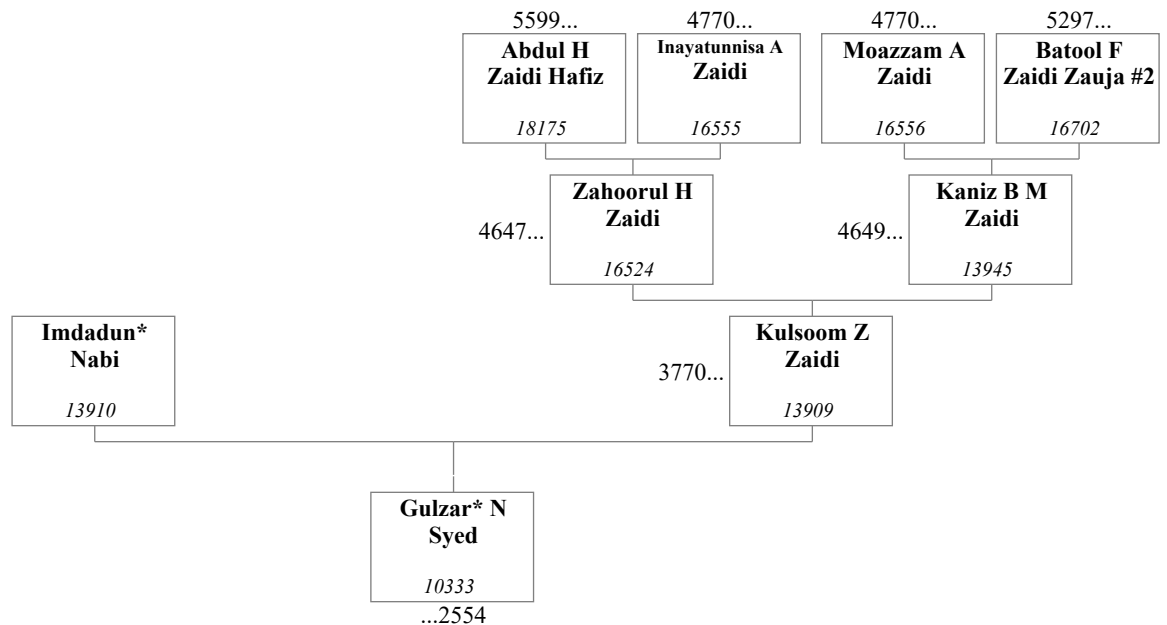 5599...
4770...
4770...
5297...
Abdul H
Zaidi Hafiz
18175
Inayatunnisa A
Zaidi
16555
Moazzam A
Zaidi
16556
Batool F
Zaidi Zauja #2
16702
4647...
Zahoorul H
Zaidi
16524
4649...
Kaniz B M
Zaidi
13945
Imdadun*
Nabi
13910
3770...
Kulsoom Z
Zaidi
13909
Gulzar* N
Syed
10333
...2554